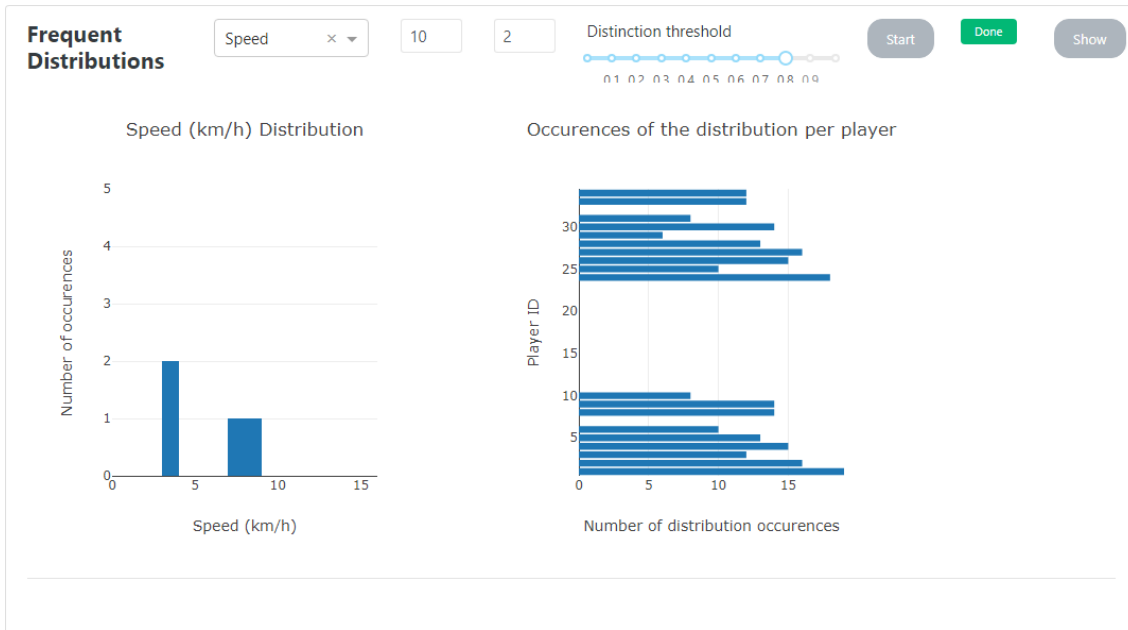 Frequent
Distributions
Speed
10
2
Distinction threshold
0.1 0.2 0.3 0.4 0.5 0.6 0.7 0.8 0.9
Start
Done
Show
Speed (km/h) Distribution
5
4
3
2
1
0
0 5 10 15
Number of occurences
Speed (km/h)
Occurences of the distribution per player
30
25
20
15
10
5
0 5 10 15
Player ID
Number of distribution occurences